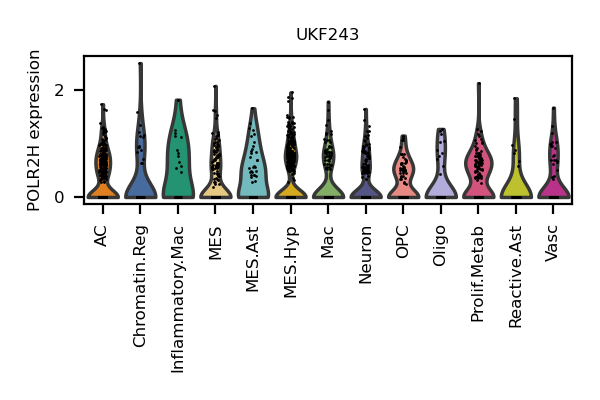 UKF243
POLR2H expression
2
0
AC
Chromatin.Reg
Inflammatory.Mac
MES
MES.Ast
MES.Hyp
Mac
Neuron
OPC
Oligo
Prolif.Metab
Reactive.Ast
Vasc